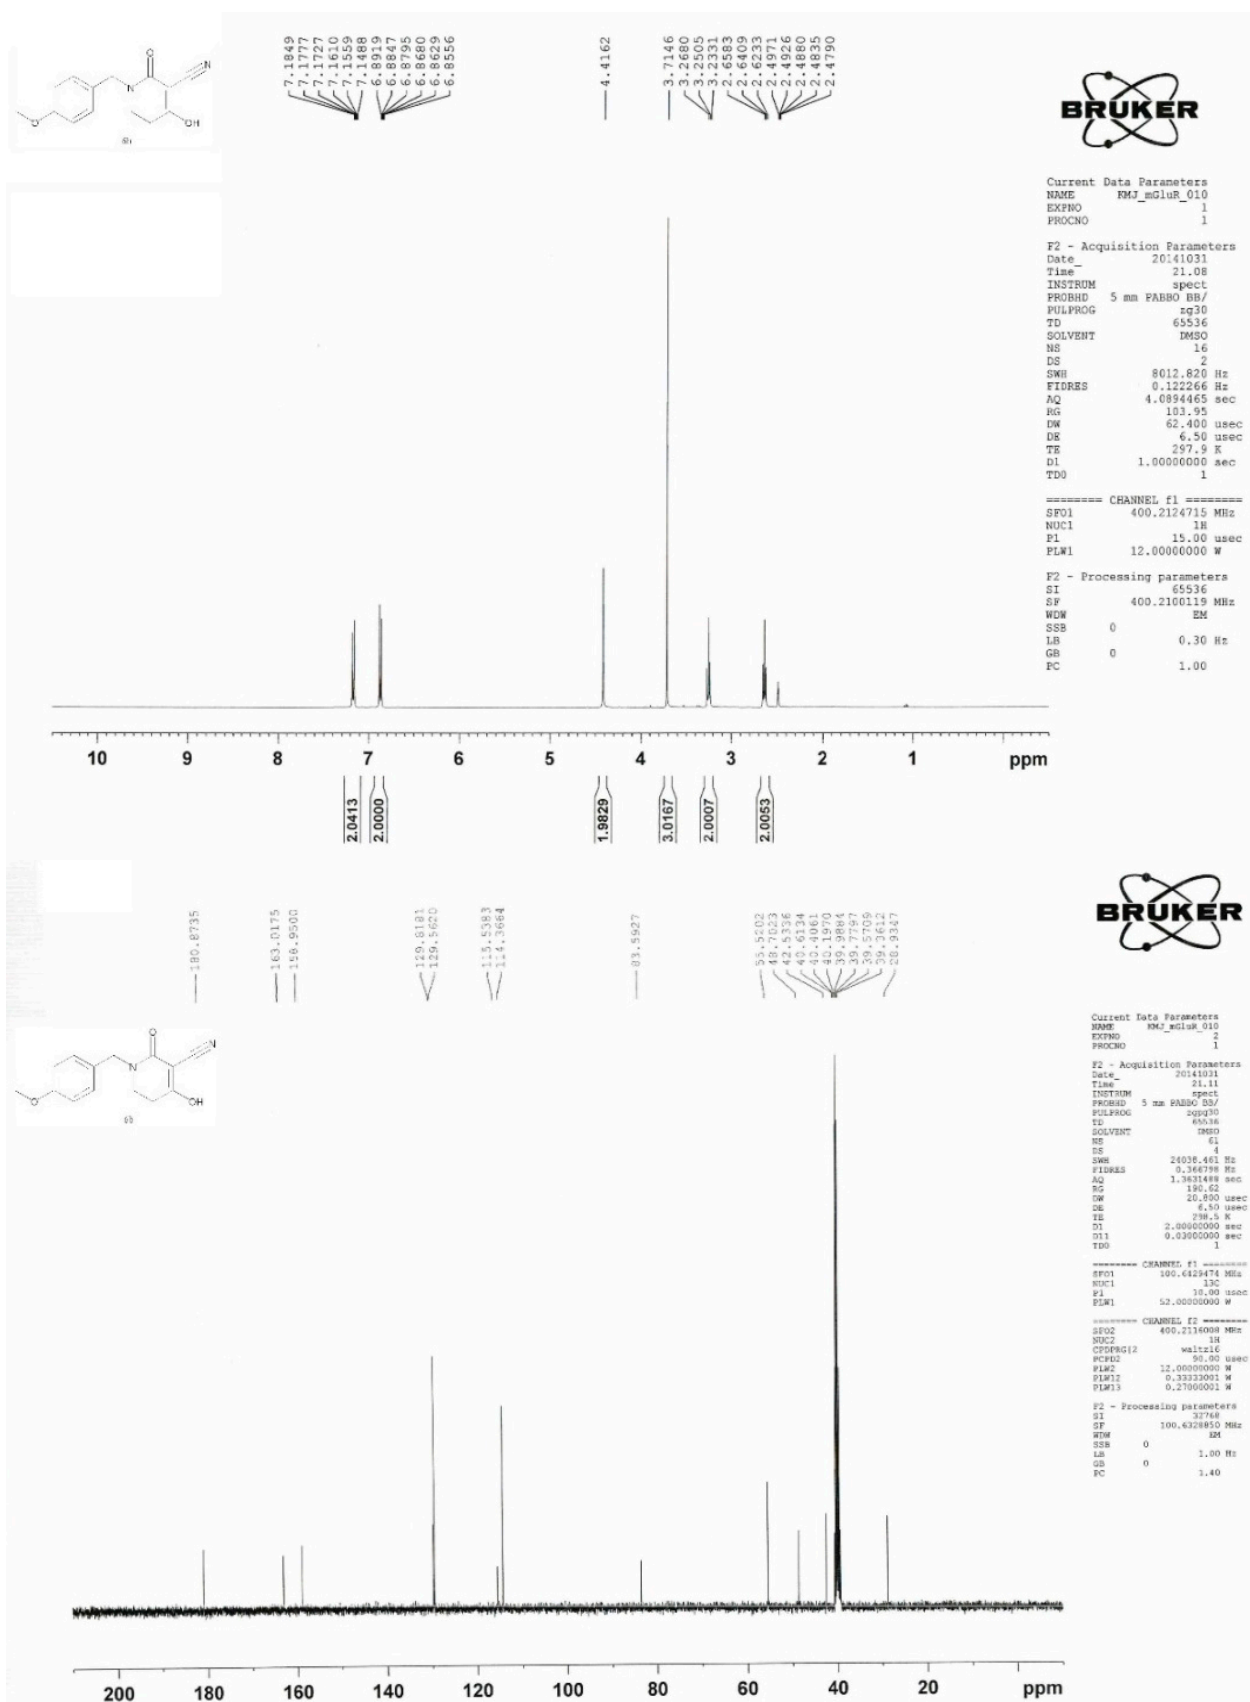 7.1849
7.1777
7.1727
7.1610
7.1559
7.1488
6.8919
6.8847
6.8795
6.8680
6.8629
6.8556
4.4162
3.7146
3.2680
3.2505
3.2331
2.6583
2.6409
2.6233
2.4971
2.4926
2.4880
2.4835
2.4790
O
N
N
O
OH
BRUKER
Current Data Parameters
NAME KMJ_mGluR_010
EXPNO 1
PROCNO 1
F2 - Acquisition Parameters
Date_ 20141031
Time 21.08
INSTRUM spect
PROBHD 5 mm PABBO BB/
PULPROG zg30
TD 65536
SOLVENT DMSO
NS 16
DS 2
SWH 8012.820 Hz
FIDRES 0.122266 Hz
AQ 4.0894465 sec
RG 103.95
DW 62.400 usec
DE 6.50 usec
TE 297.9 K
D1 1.00000000 sec
TD0 1
======== CHANNEL f1 ========
SFO1 400.2124715 MHz
NUC1 1H
P1 15.00 usec
PLW1 12.00000000 W
F2 - Processing parameters
SI 65536
SF 400.2100119 MHz
WDW EM
SSB 0
LB 0.30 Hz
GB 0
PC 1.00
10 9 8 7 6 5 4 3 2 1 ppm
2.0413
2.0000
1.9829
3.0167
2.0007
2.0053
180.8735
163.0175
158.9500
129.8181
129.5620
115.5383
114.3664
83.5927
55.5202
48.7023
42.5336
40.6134
40.4061
40.1970
39.9884
39.7797
39.5709
39.3612
28.9347
O
N
N
O
OH
BRUKER
Current Data Parameters
NAME KMJ_mGluR_010
EXPNO 2
PROCNO 1
F2 - Acquisition Parameters
Date_ 20141031
Time 21.11
INSTRUM spect
PROBHD 5 mm PABBO BB/
PULPROG zgpg30
TD 65536
SOLVENT DMSO
NS 61
DS 4
SWH 24038.461 Hz
FIDRES 0.366798 Hz
AQ 1.3631488 sec
RG 190.62
DW 20.800 usec
DE 6.50 usec
TE 298.5 K
D1 2.00000000 sec
D11 0.03000000 sec
TD0 1
======== CHANNEL f1 ========
SFO1 100.6429474 MHz
NUC1 13C
P1 10.00 usec
PLW1 52.00000000 W
======== CHANNEL f2 ========
SFO2 400.2116008 MHz
NUC2 1H
CPDPRG[2 waltz16
PCPD2 90.00 usec
PLW2 12.00000000 W
PLW12 0.33333001 W
PLW13 0.27000001 W
F2 - Processing parameters
SI 32768
SF 100.6328850 MHz
WDW EM
SSB 0
LB 1.00 Hz
GB 0
PC 1.40
200 180 160 140 120 100 80 60 40 20 ppm